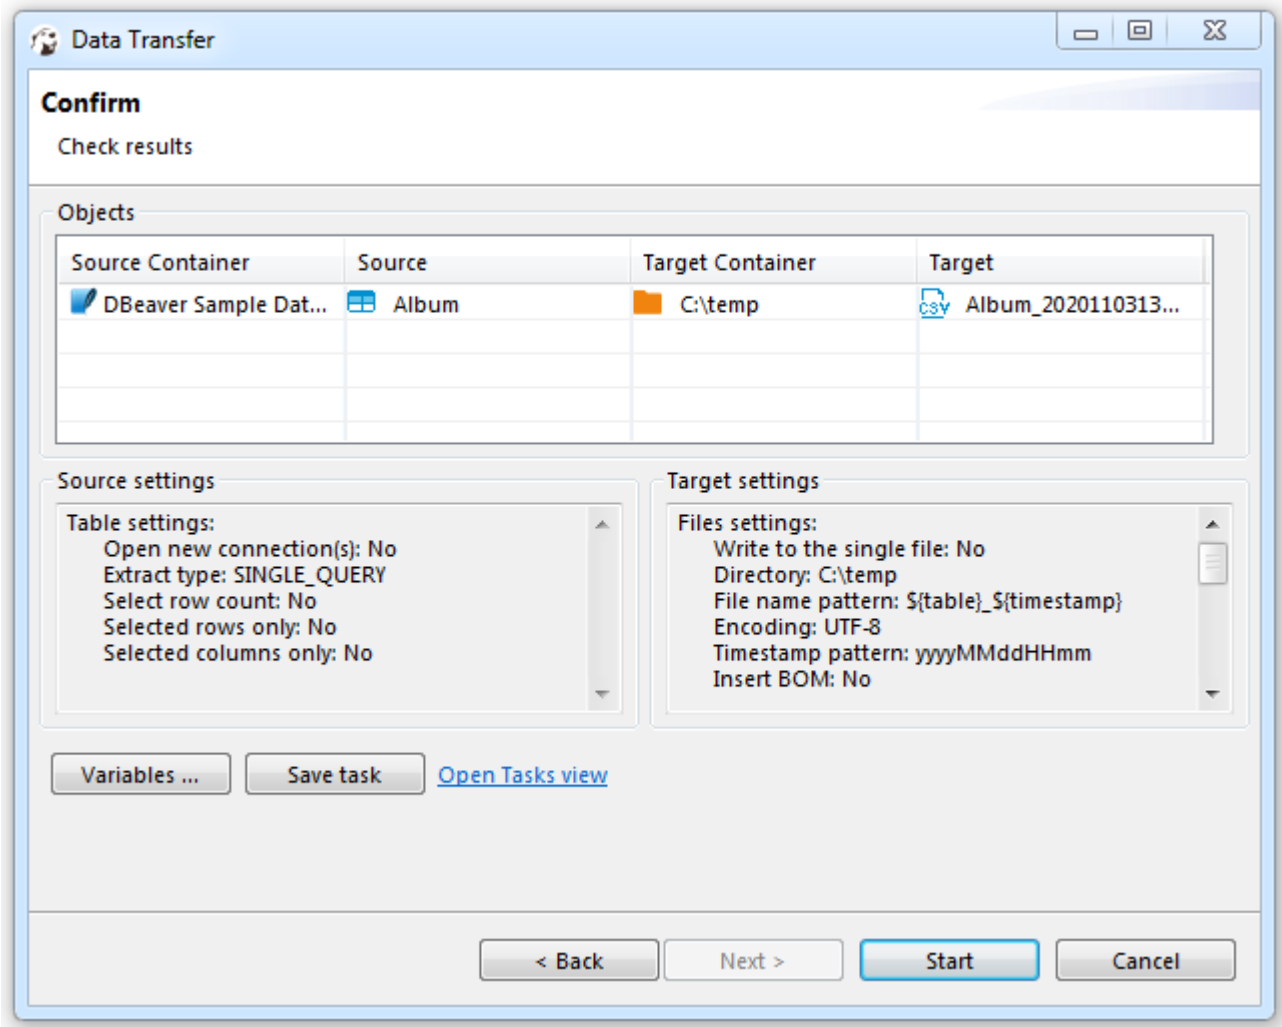 Data Transfer
Confirm
Check results
Objects
Source Container Source Target Container Target
DBeaver Sample Dat... Album C:\temp CSV Album_2020110313...
Source settings
Table settings:
Open new connection(s): No
Extract type: SINGLE_QUERY
Select row count: No
Selected rows only: No
Selected columns only: No
Target settings
Files settings:
Write to the single file: No
Directory: C:\temp
File name pattern: ${table}_${timestamp}
Encoding: UTF-8
Timestamp pattern: yyyyMMddHHmm
Insert BOM: No
Variables ... Save task Open Tasks view
< Back Next > Start Cancel